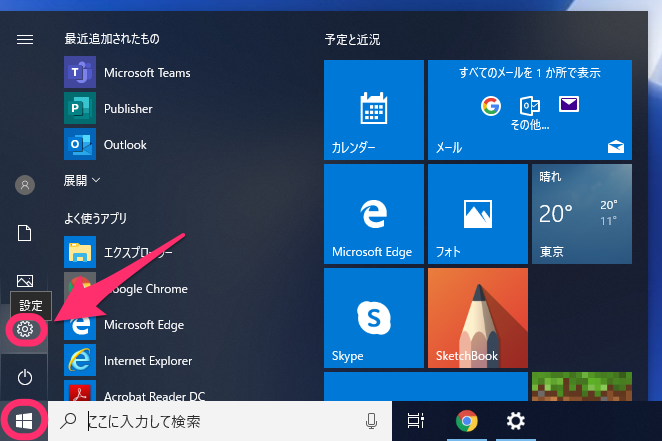 最近追加されたもの
Microsoft Teams
Publisher
Outlook
展開
よく使うアプリ
エクスプローラー
Google Chrome
Microsoft Edge
Internet Explorer
Acrobat Reader DC
設定
ここに入力して検索
予定と近況
カレンダー
すべてのメールを 1 か所で表示
その他...
メール
Microsoft Edge
フォト
晴れ
20°
20°
11°
東京
Skype
SketchBook